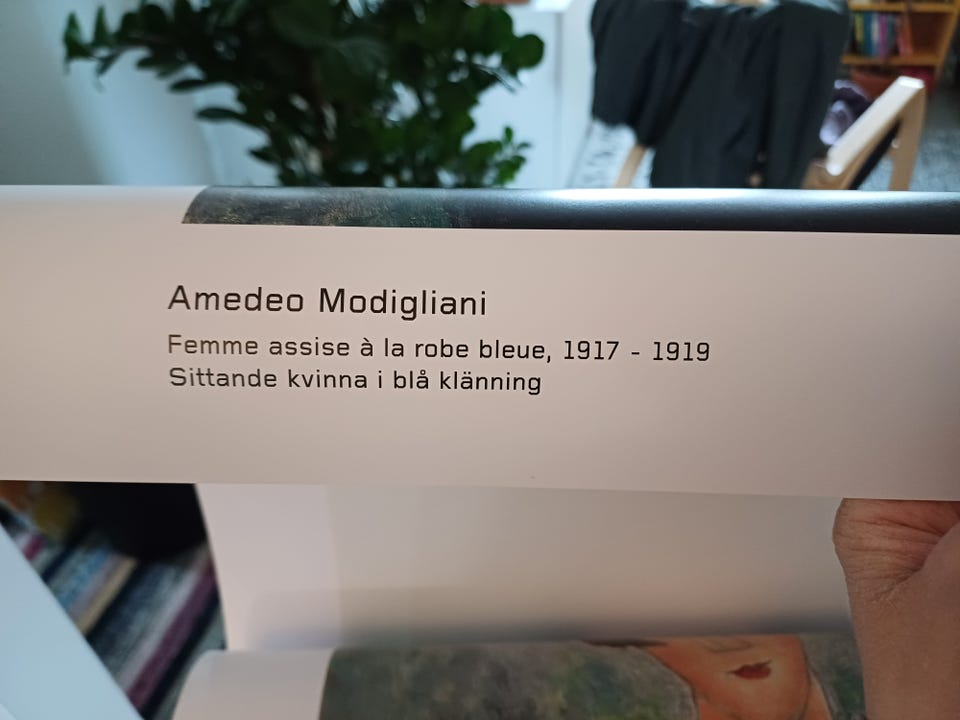 Amedeo Modigliani
Femme assise à la robe bleue, 1917 - 1919
Sittande kvinna i blå klänning